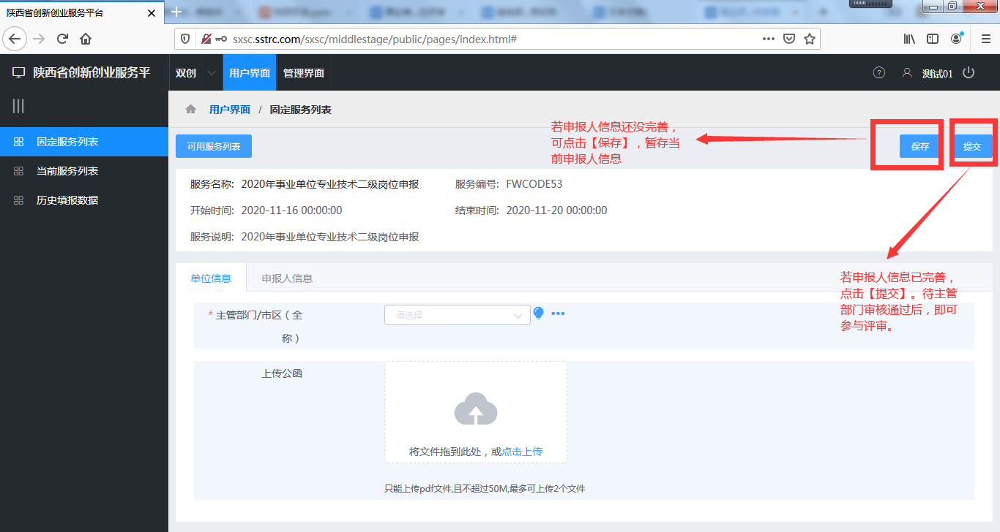 陕西省创新创业服务平台
sxsc.sstrc.com/sxsc/middlestage/public/pages/index.html#
陕西省创新创业服务平
双创
用户界面
管理界面
测试01
固定服务列表
当前服务列表
历史填报数据
用户界面 / 固定服务列表
可用服务列表
若申报人信息还没完善，
可点击【保存】，暂存当
前申报人信息
保存
提交
服务名称: 2020年事业单位专业技术二级岗位申报
服务编号: FWCODE53
开始时间: 2020-11-16 00:00:00
结束时间: 2020-11-20 00:00:00
服务说明: 2020年事业单位专业技术二级岗位申报
若申报人信息已完善，
点击【提交】。待主管
部门审核通过后，即可
参与评审。
单位信息
申报人信息
* 主管部门/市区（全
称）
请选择
上传公函
将文件拖到此处，或点击上传
只能上传pdf文件,且不超过50M,最多可上传2个文件